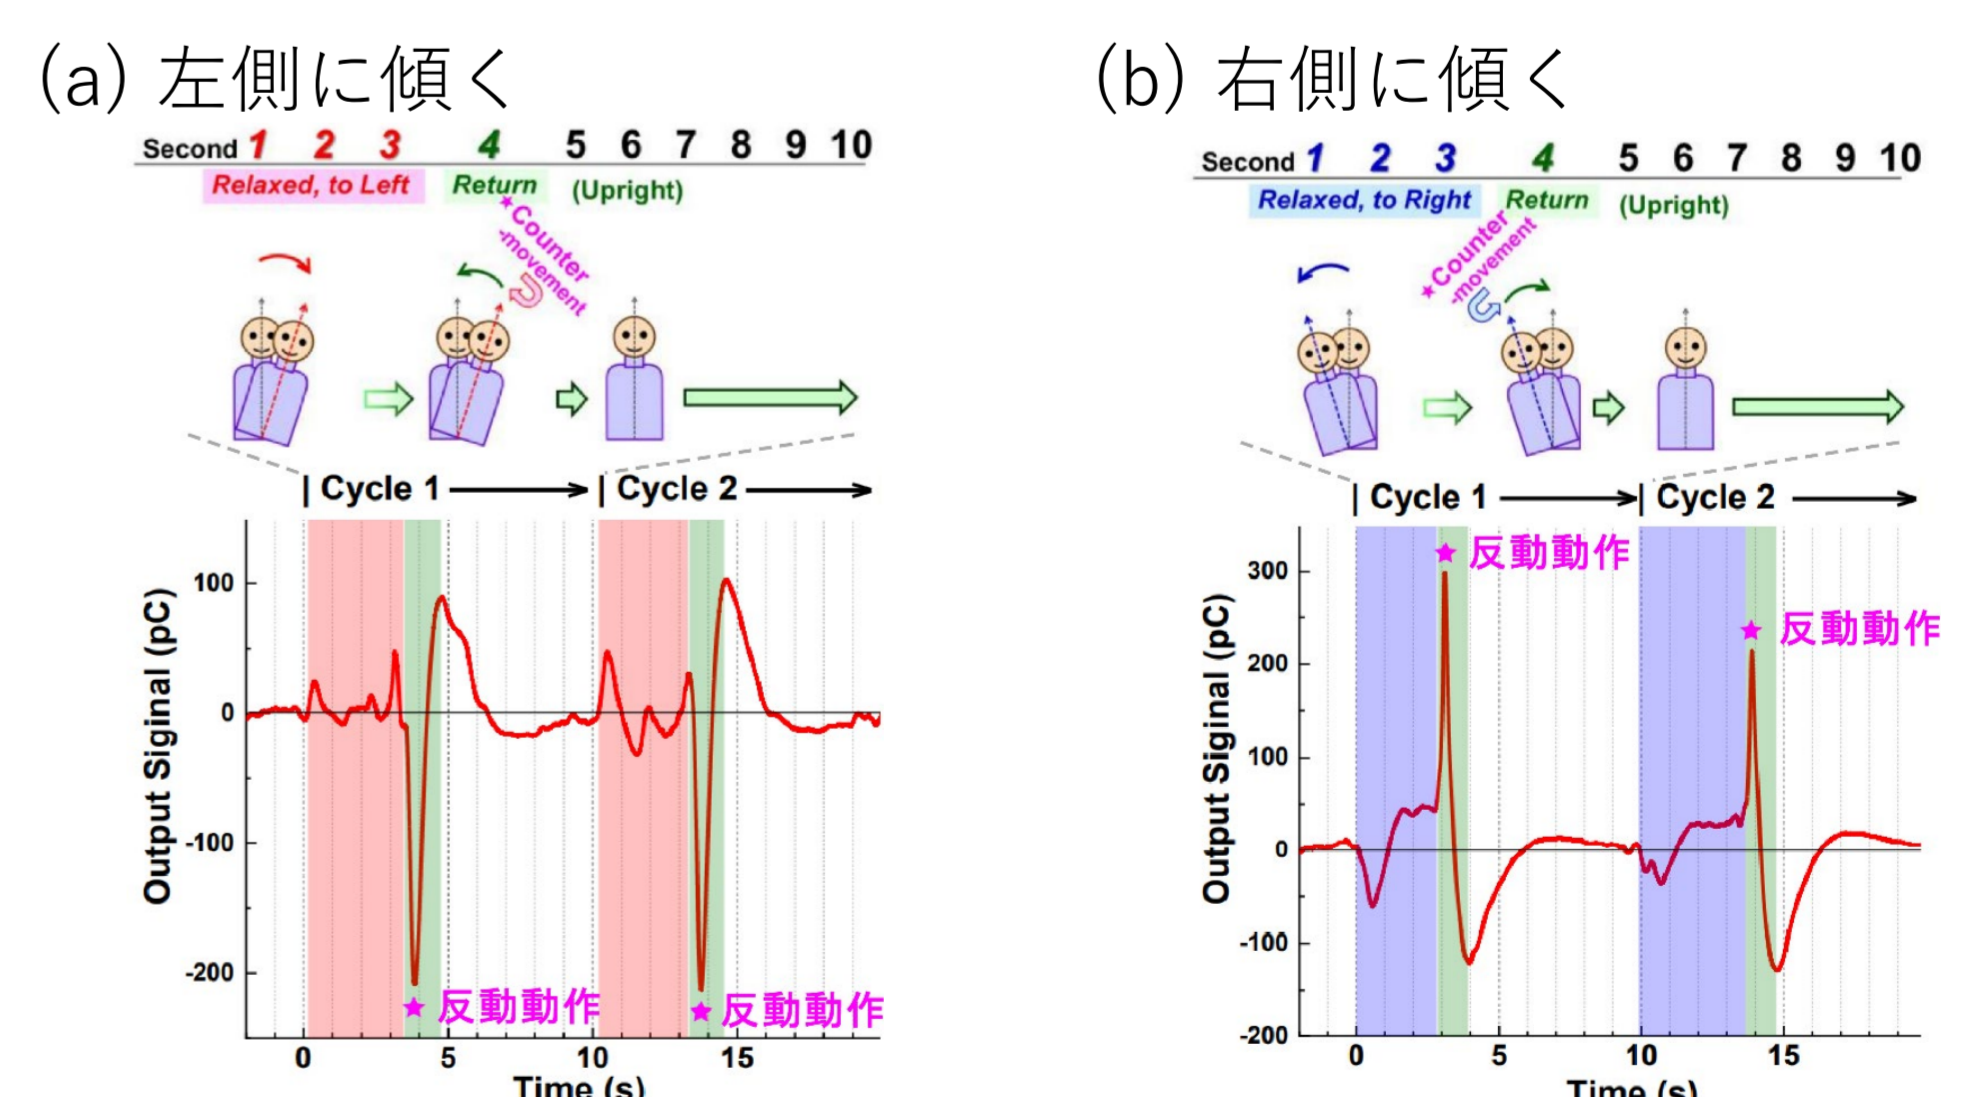 (a) 左側に傾く
Second 1 2 3 4 5 6 7 8 9 10
Relaxed, to Left Return (Upright)
★Counter
-movement
| Cycle 1 | Cycle 2
Output Siginal (pC)
100
0
-100
-200
★ 反動動作 ★ 反動動作
0 5 10 15
Time (s)
(b) 右側に傾く
Second 1 2 3 4 5 6 7 8 9 10
Relaxed, to Right Return (Upright)
★Counter
-movement
| Cycle 1 | Cycle 2
Output Siginal (pC)
★ 反動動作
300
★ 反動動作
200
100
0
-100
-200
0 5 10 15
Time (s)